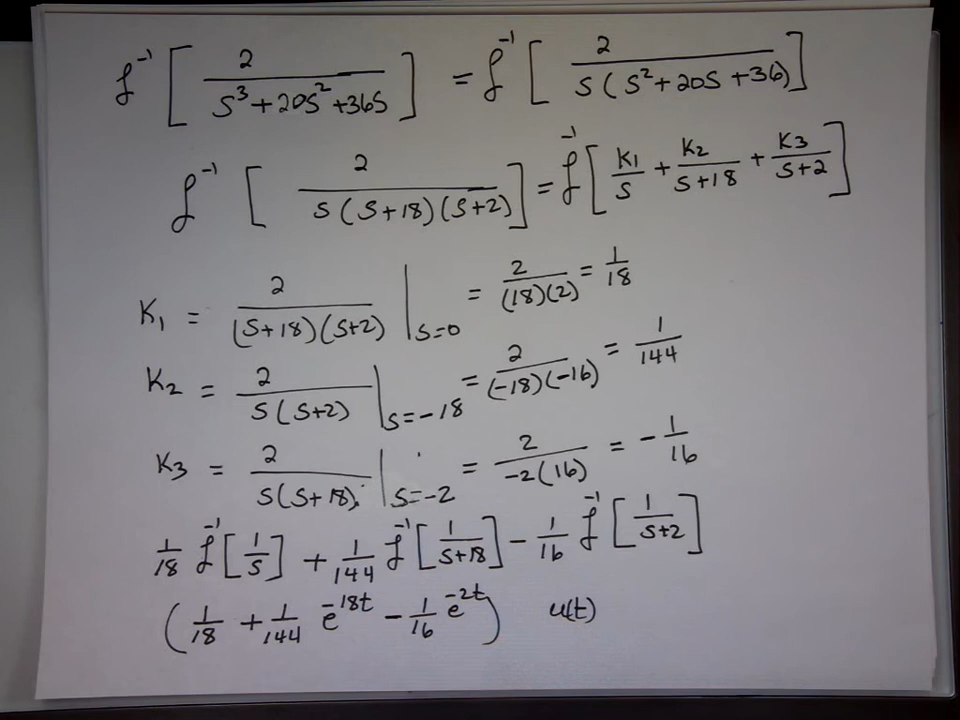 ℒ⁻¹ [ 2 / (S³+20S²+36S) ] = ℒ⁻¹ [ 2 / (S(S²+20S+36)) ]
ℒ⁻¹ [ 2 / (S(S+18)(S+2)) ] = ℒ⁻¹ [ K1/S + K2/(S+18) + K3/(S+2) ]
K₁ = 2 / ((S+18)(S+2)) |S=0 = 2 / ((18)(2)) = 1/18
K2 = 2 / (S(S+2)) |S=-18 = 2 / ((-18)(-16)) = 1/144
K3 = 2 / (S(S+18)) |S=-2 = 2 / (-2(16)) = -1/16
1/18 ℒ⁻¹[1/S] + 1/144 ℒ⁻¹[1/(S+18)] - 1/16 ℒ⁻¹[1/(S+2)]
(1/18 + 1/144 e^(-18t) - 1/16 e^(-2t)) u(t)